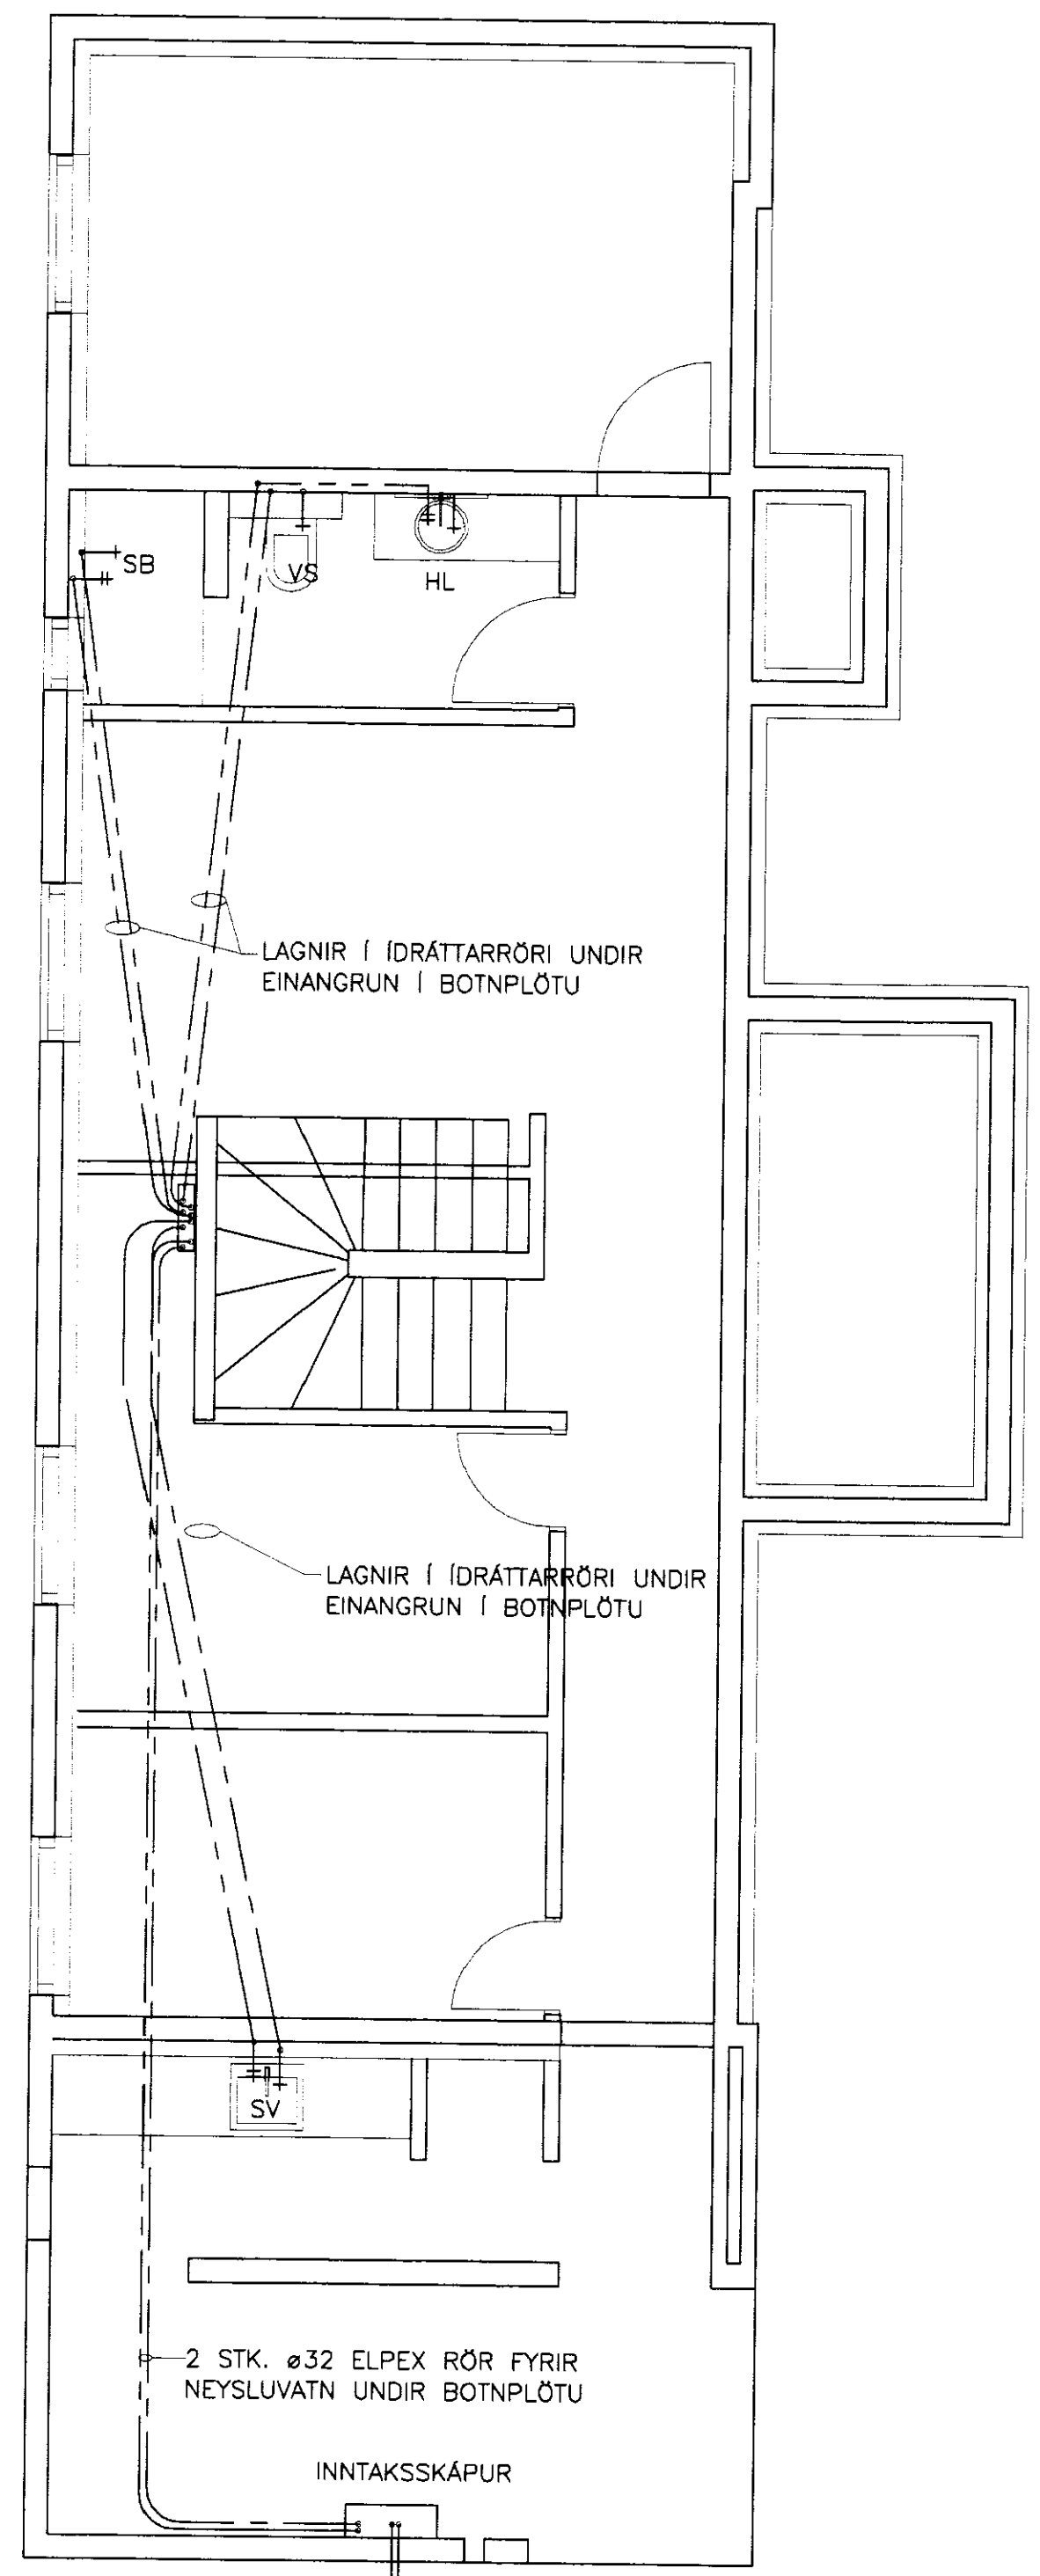 SB
VS
HL
LAGNIR Í ÍDRÁTTARRÖRI UNDIR
EINANGRUN Í BOTNPLÖTU
LAGNIR Í ÍDRÁTTARRÖRI UNDIR
EINANGRUN Í BOTNPLÖTU
SV
2 STK. ø32 ELPEX RÖR FYRIR
NEYSLUVATN UNDIR BOTNPLÖTU
INNTAKSSKÁPUR